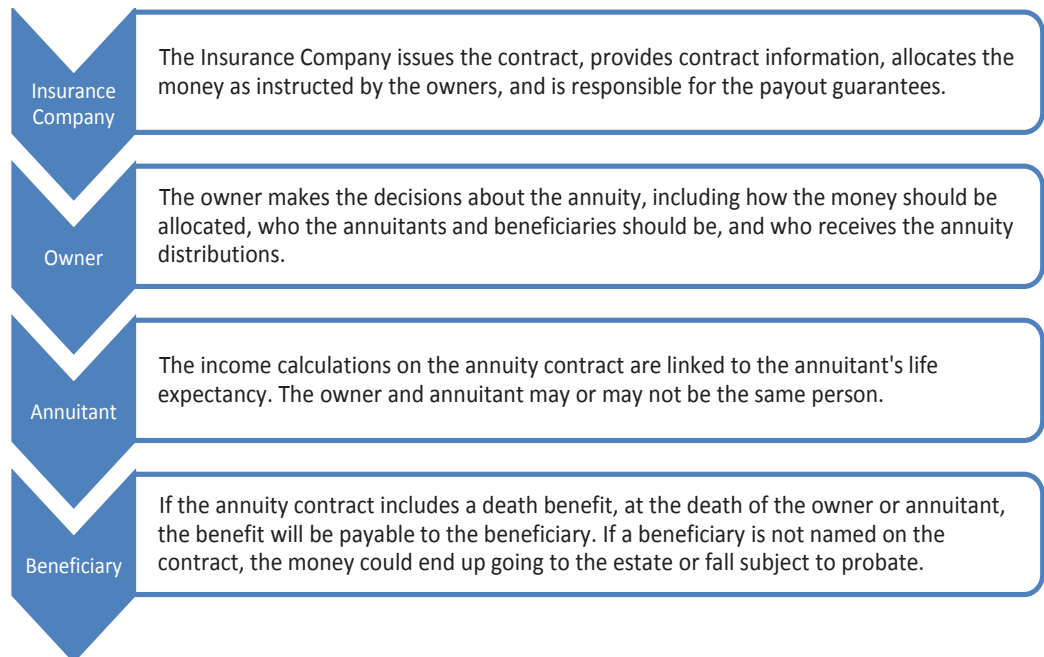 Insurance
Company
The Insurance Company issues the contract, provides contract information, allocates the
money as instructed by the owners, and is responsible for the payout guarantees.
Owner
The owner makes the decisions about the annuity, including how the money should be
allocated, who the annuitants and beneficiaries should be, and who receives the annuity
distributions.
Annuitant
The income calculations on the annuity contract are linked to the annuitant's life
expectancy. The owner and annuitant may or may not be the same person.
Beneficiary
If the annuity contract includes a death benefit, at the death of the owner or annuitant,
the benefit will be payable to the beneficiary. If a beneficiary is not named on the
contract, the money could end up going to the estate or fall subject to probate.